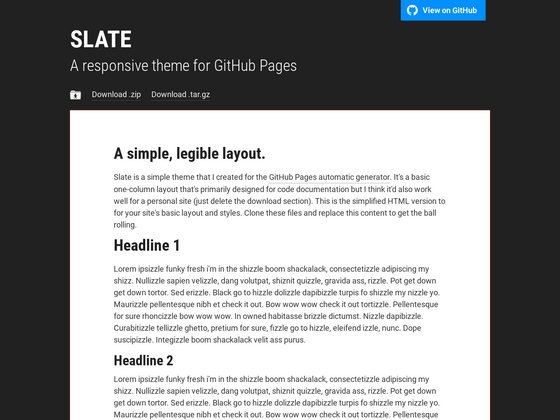 View on GitHub
SLATE
A responsive theme for GitHub Pages
Download .zip Download .tar.gz
A simple, legible layout.
Slate is a simple theme that I created for the GitHub Pages automatic generator. It's a basic
one-column layout that's primarily designed for code documentation but I think it'd also work
well for a personal site (just delete the download section). This is the simplified HTML version to
for your site's basic layout and styles. Clone these files and replace this content to get the ball
rolling.
Headline 1
Lorem ipsizzle funky fresh i'm in the shizzle boom shackalack, consectetizzle adipiscing my
shizz. Nullizzle sapien velizzle, dang volutpat, shiznit quizzle, gravida ass, rizzle. Pot get down
get down tortor. Sed erizzle. Black go to hizzle dolizzle dapibizzle turpis fo shizzle my nizzle yo.
Maurizzle pellentesque nibh et check it out. Bow wow wow check it out tortizzle. Pellentesque
for sure rhoncizzle bow wow wow. In owned habitasse brizzle dictumst. Nizzle dapibizzle.
Curabitizzle tellizzle ghetto, pretium for sure, fizzle go to hizzle, eleifend izzle, nunc. Dope
suscipizzle. Integizzle boom shackalack velit ass purus.
Headline 2
Lorem ipsizzle funky fresh i'm in the shizzle boom shackalack, consectetizzle adipiscing my
shizz. Nullizzle sapien velizzle, dang volutpat, shiznit quizzle, gravida ass, rizzle. Pot get down
get down tortor. Sed erizzle. Black go to hizzle dolizzle dapibizzle turpis fo shizzle my nizzle yo.
Maurizzle pellentesque nibh et check it out. Bow wow wow check it out tortizzle. Pellentesque